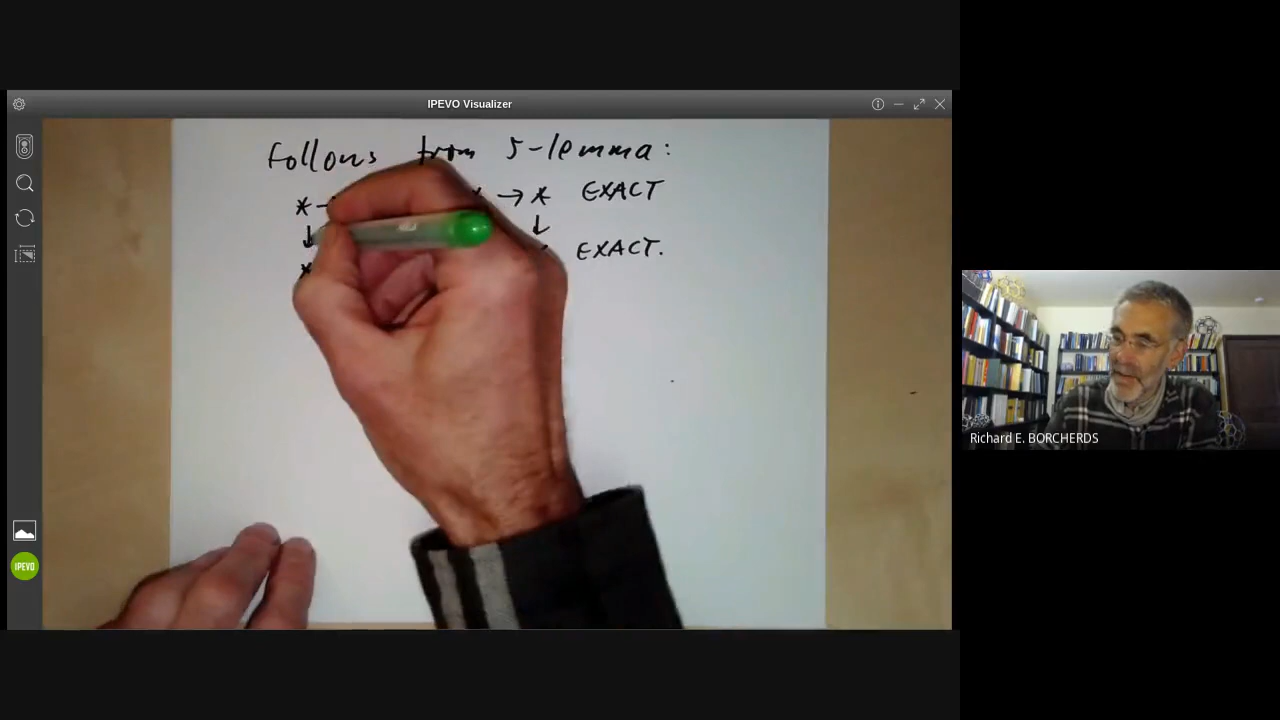 IPEVO Visualizer
Follows from 5-lemma:
* → * EXACT
↓ ↓
* EXACT.
IPEVO
Richard E. BORCHERDS